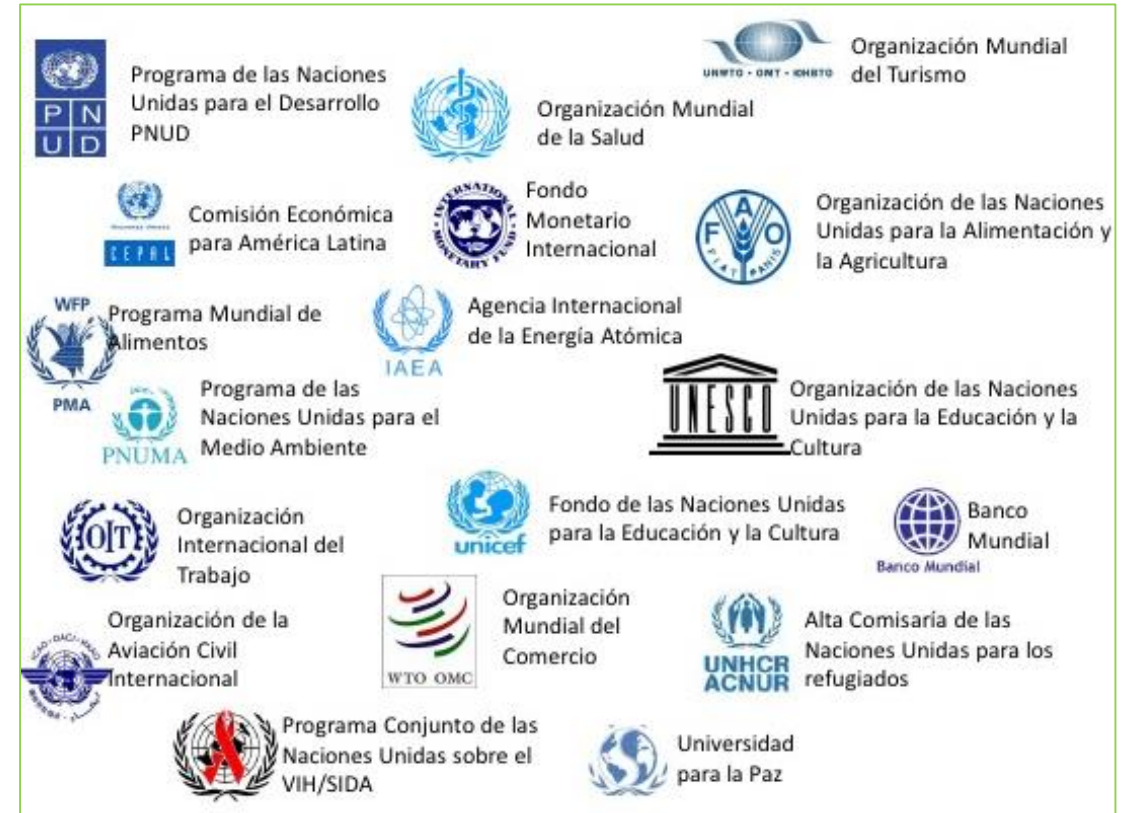 PN
UD
Programa de las Naciones
Unidas para el Desarrollo
PNUD
Organización Mundial
de la Salud
UNWTO • OMT • IOHBTO
Organización Mundial
del Turismo
CEPAL
Comisión Económica
para América Latina
INTERNATIONAL
MONETARY FUND
Fondo
Monetario
Internacional
FAO
FIAT PANIS
Organización de las Naciones
Unidas para la Alimentación y
la Agricultura
WFP
PMA
Programa Mundial de
Alimentos
IAEA
Agencia Internacional
de la Energía Atómica
PNUMA
Programa de las
Naciones Unidas para el
Medio Ambiente
UNESCO
Organización de las Naciones
Unidas para la Educación y la
Cultura
OIT
Organización
Internacional del
Trabajo
unicef
Fondo de las Naciones Unidas
para la Educación y la Cultura
Banco Mundial
Banco
Mundial
ICAO • OACI • ИКАО
Organización de la
Aviación Civil
Internacional
WTO OMC
Organización
Mundial del
Comercio
UNHCR
ACNUR
Alta Comisaría de las
Naciones Unidas para los
refugiados
Programa Conjunto de las
Naciones Unidas sobre el
VIH/SIDA
Universidad
para la Paz